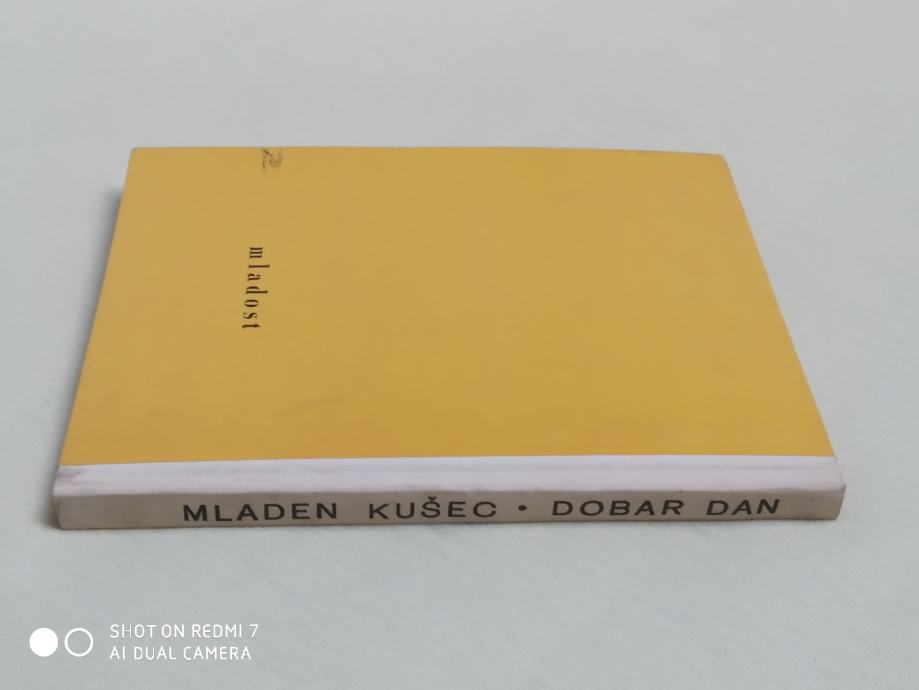 mladost
MLADEN KUŠEC • DOBAR DAN
SHOT ON REDMI 7
AI DUAL CAMERA